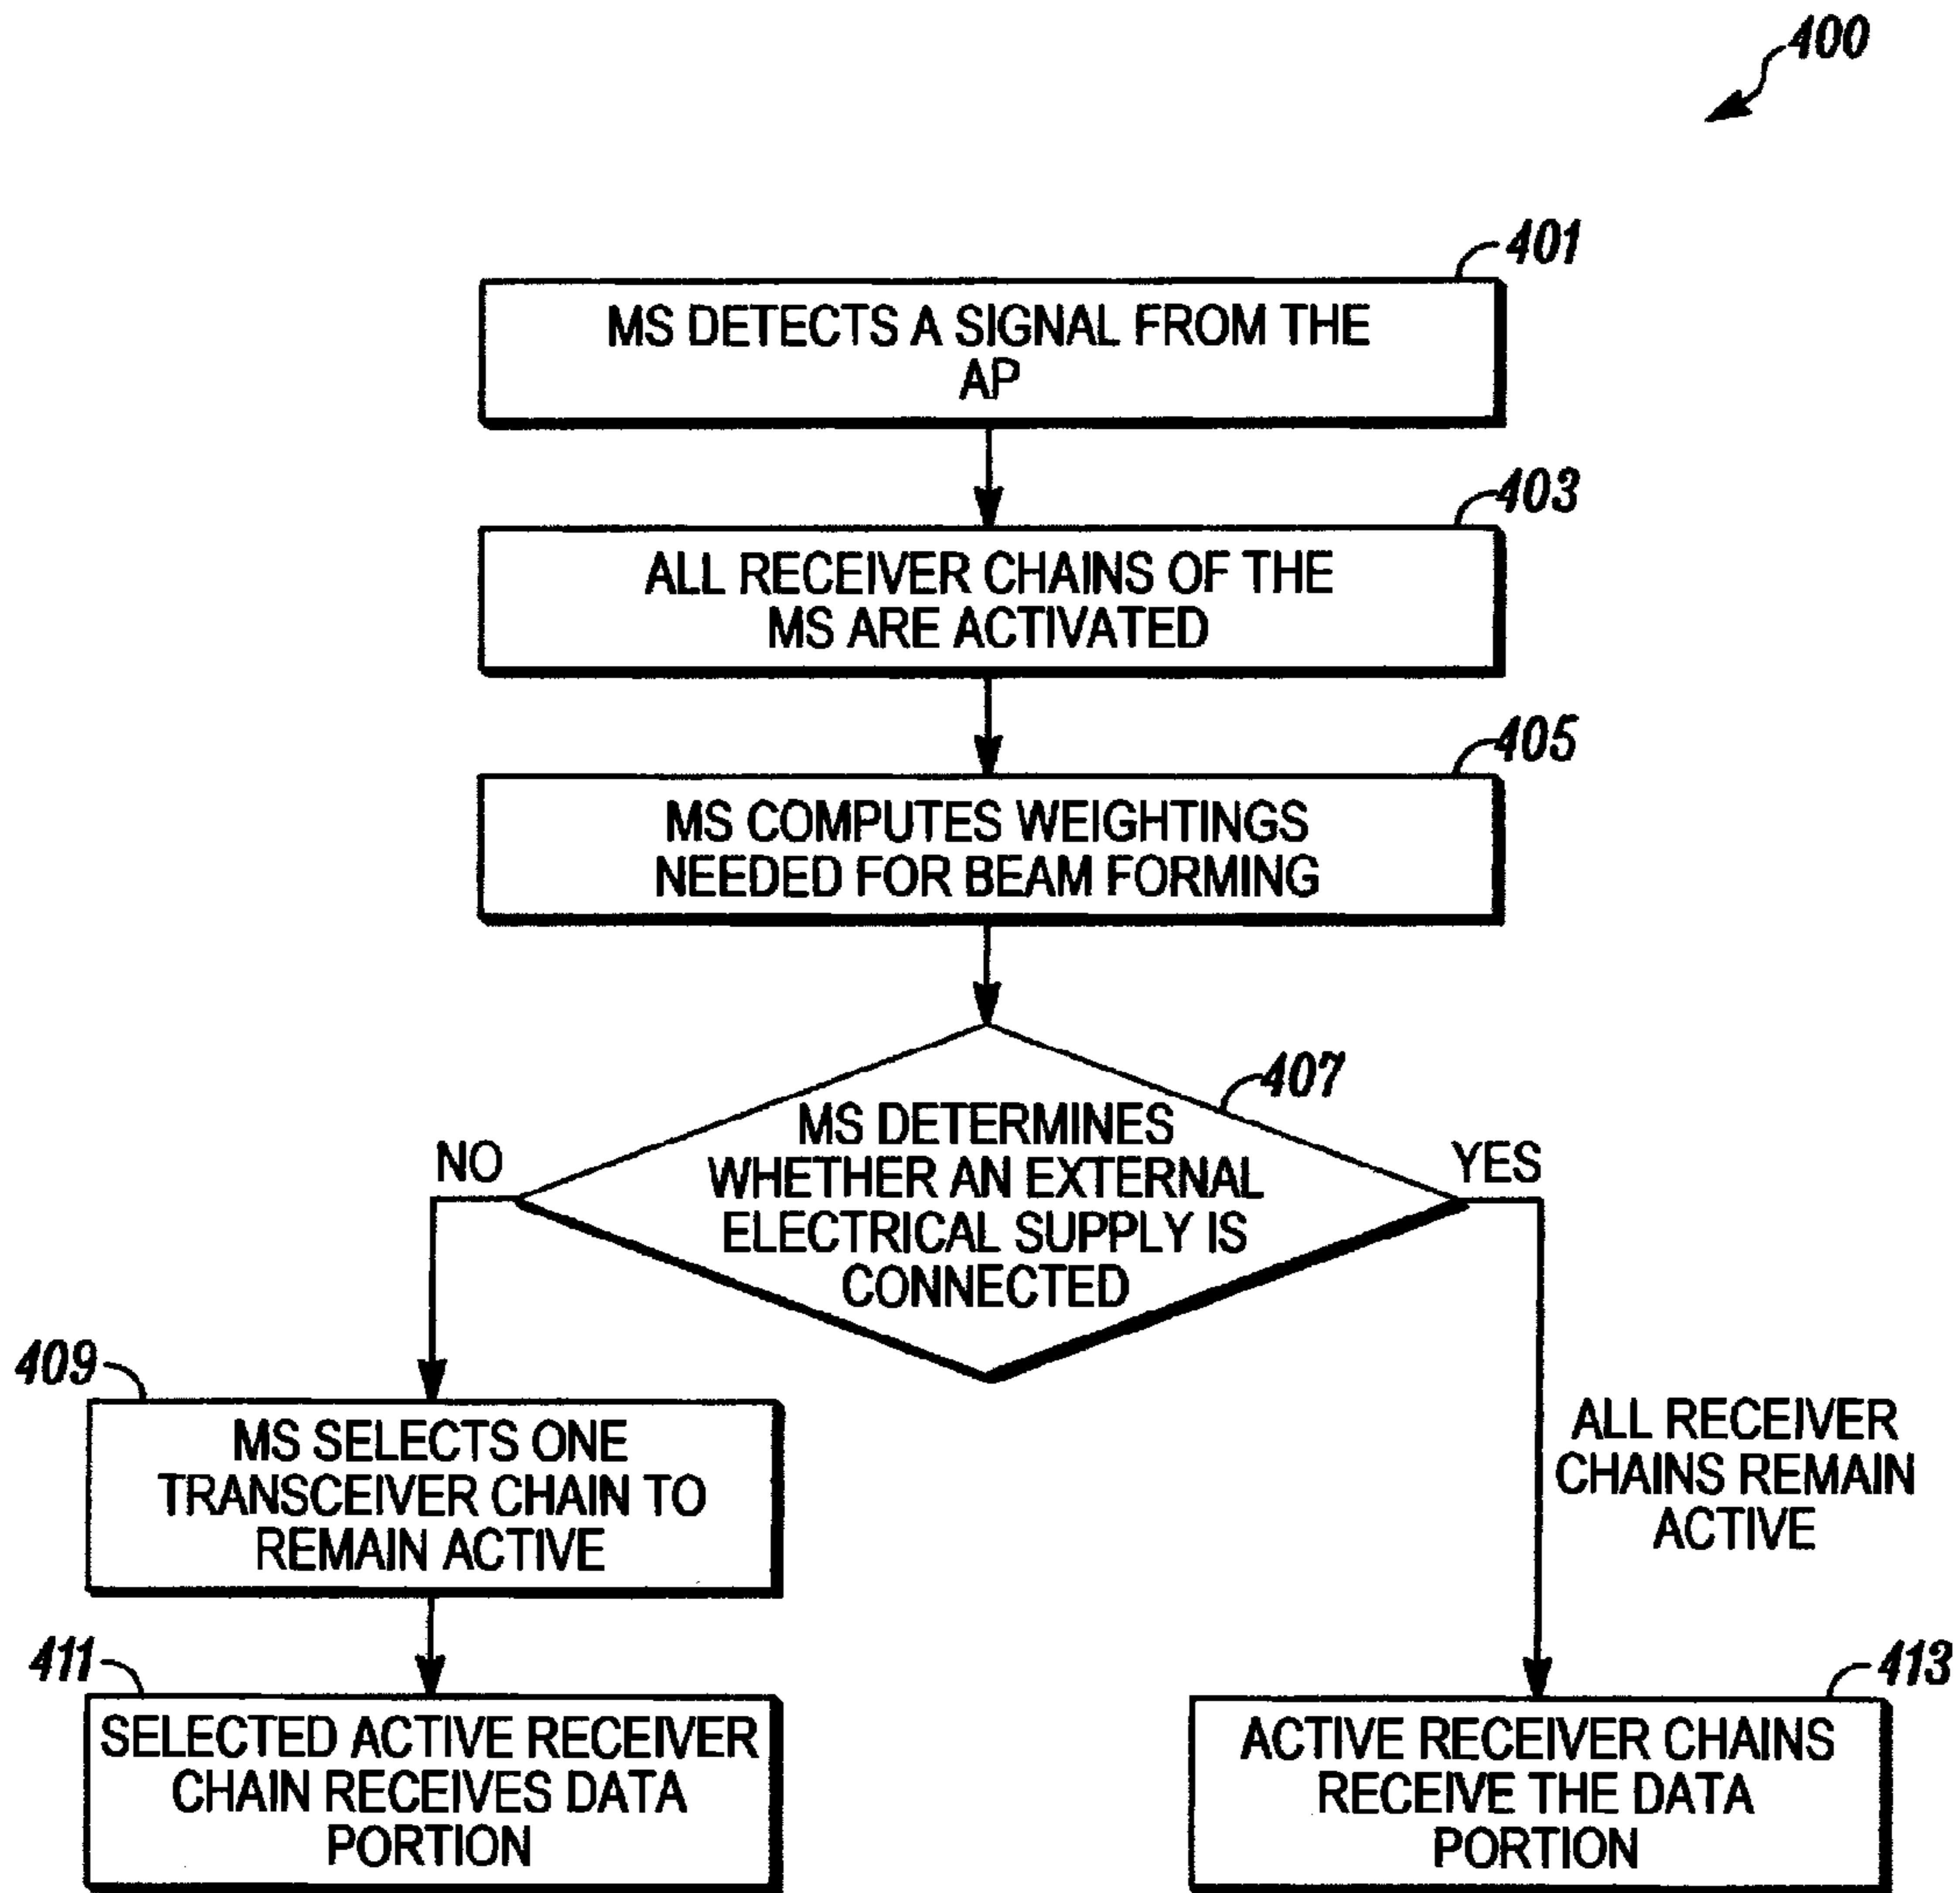 400
401
MS DETECTS A SIGNAL FROM THE
AP
403
ALL RECEIVER CHAINS OF THE
MS ARE ACTIVATED
405
MS COMPUTES WEIGHTINGS
NEEDED FOR BEAM FORMING
407
MS DETERMINES
WHETHER AN EXTERNAL
ELECTRICAL SUPPLY IS
CONNECTED
NO
YES
409
MS SELECTS ONE
TRANSCEIVER CHAIN TO
REMAIN ACTIVE
ALL RECEIVER
CHAINS REMAIN
ACTIVE
411
SELECTED ACTIVE RECEIVER
CHAIN RECEIVES DATA
PORTION
413
ACTIVE RECEIVER CHAINS
RECEIVE THE DATA
PORTION